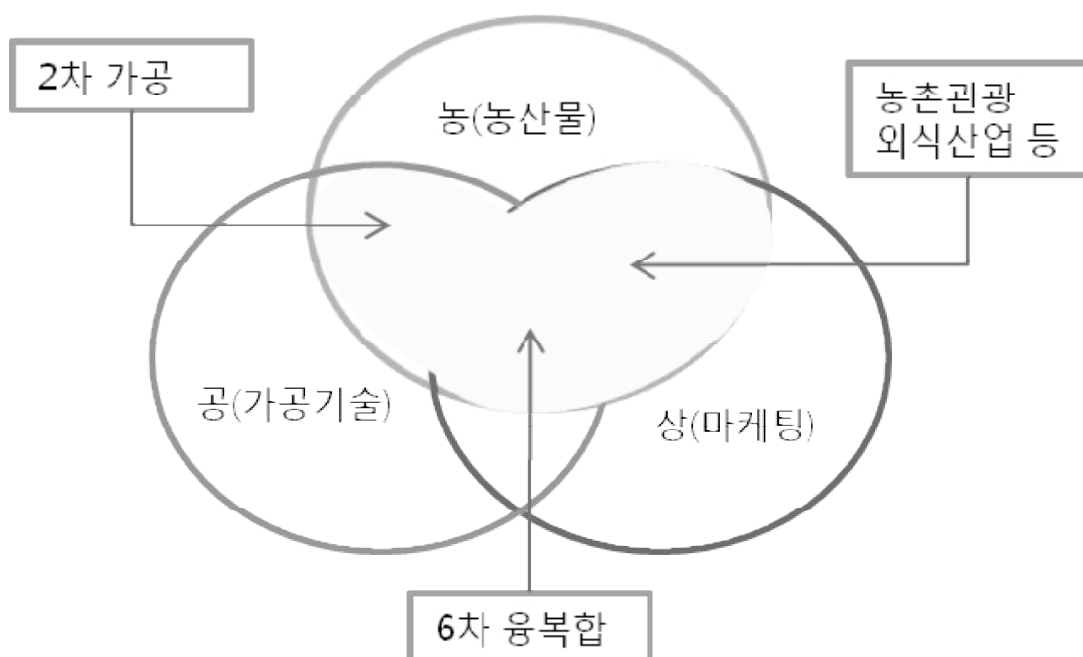 2차 가공
농(농산물)
농촌관광
외식산업 등
공(가공기술)
상(마케팅)
6차 융복합